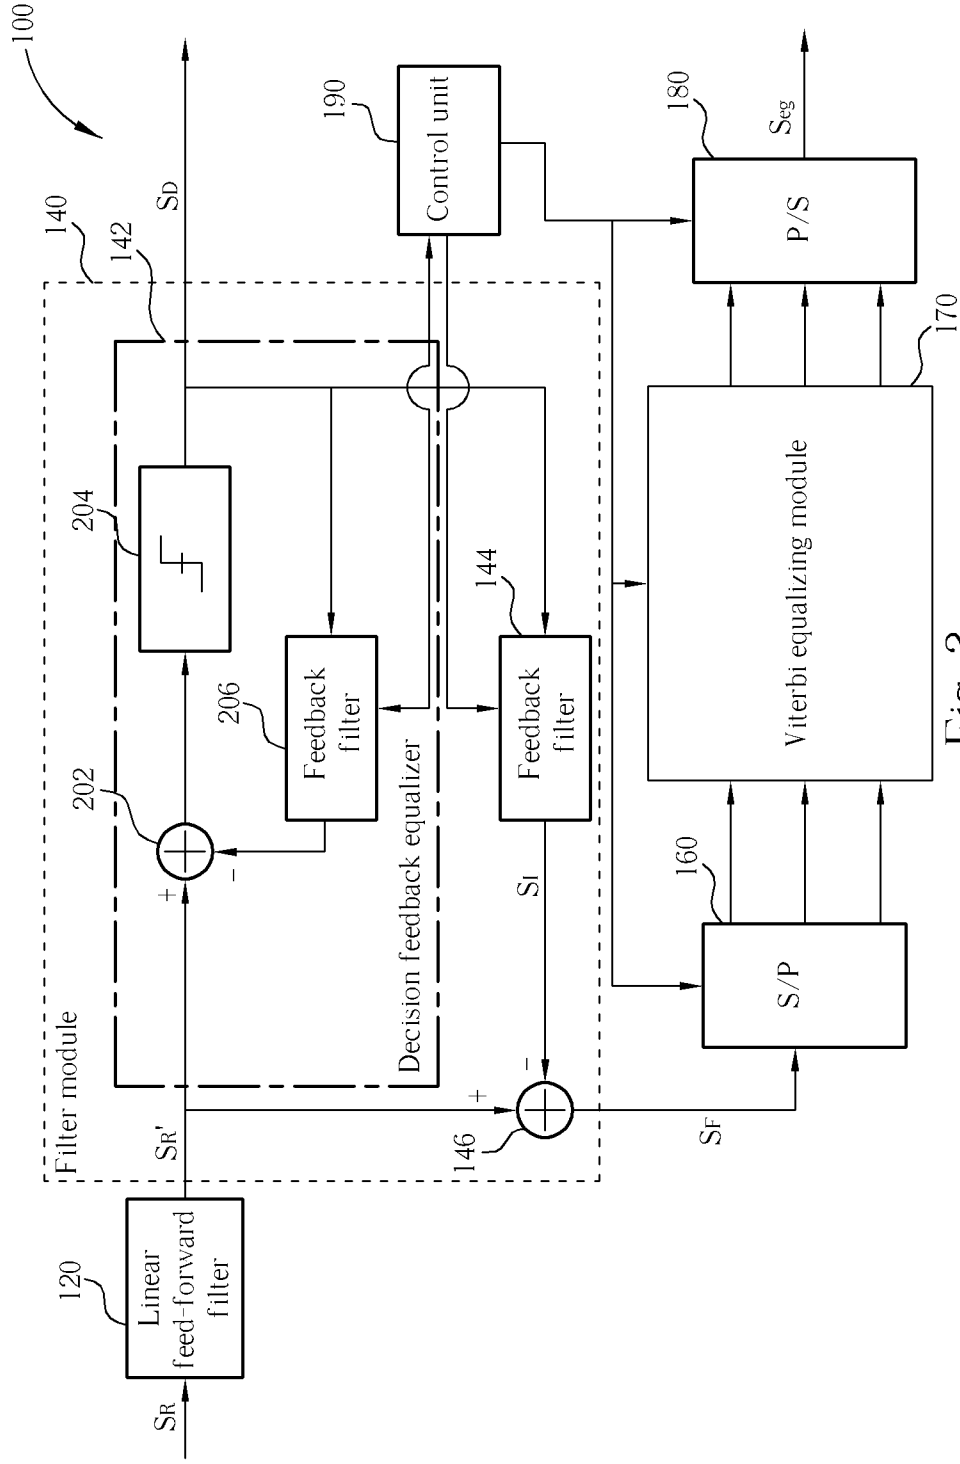 100
140
Filter module
142
Decision feedback equalizer
SR
120
Linear
feed-forward
filter
SR'
+
-
202
204
206
Feedback
filter
SD
190
Control unit
144
Feedback
filter
SI
+
-
146
SF
160
S/P
170
Viterbi equalizing module
180
P/S
Seg